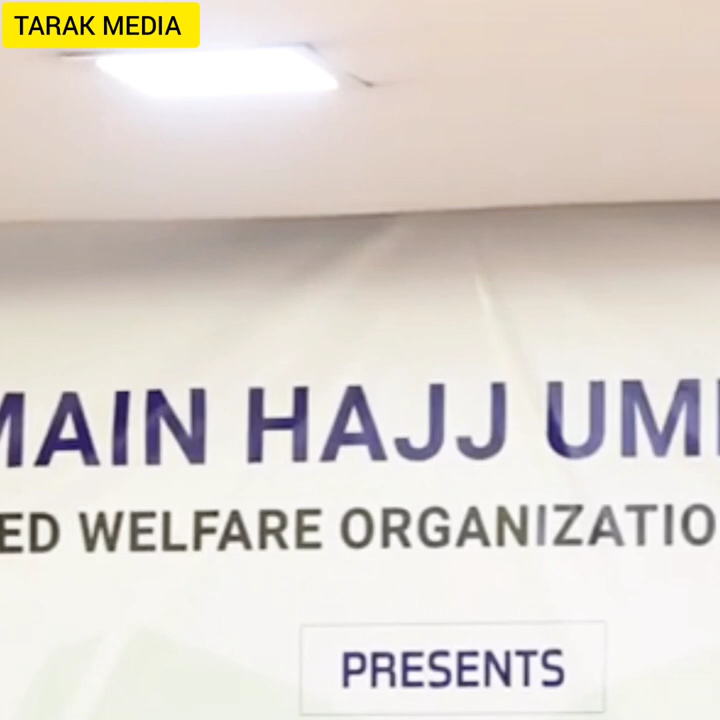 TARAK MEDIA
MAIN HAJJ UM
ED WELFARE ORGANIZATIO
PRESENTS